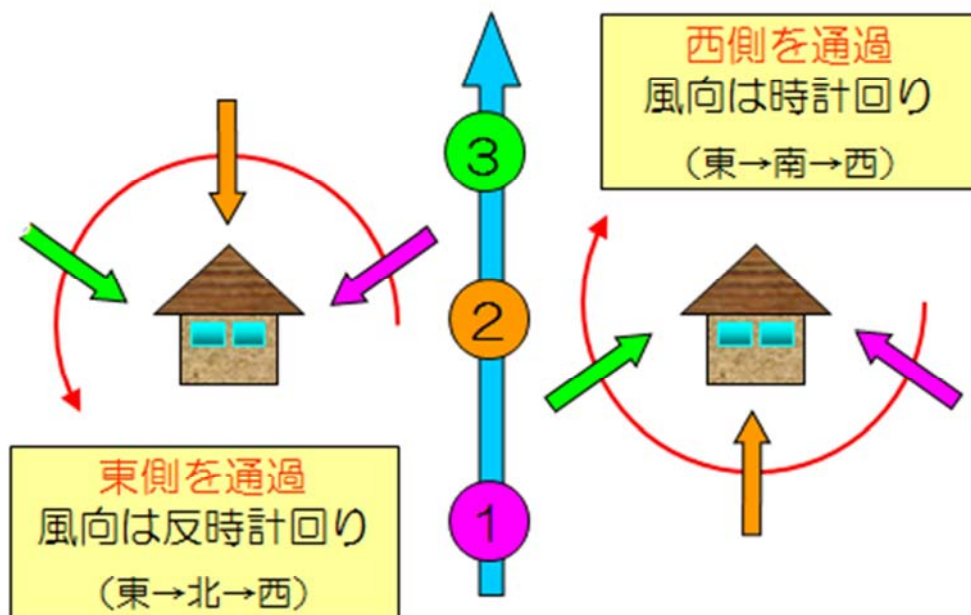 西側を通過
風向は時計回り
（東→南→西）
3
2
1
東側を通過
風向は反時計回り
（東→北→西）